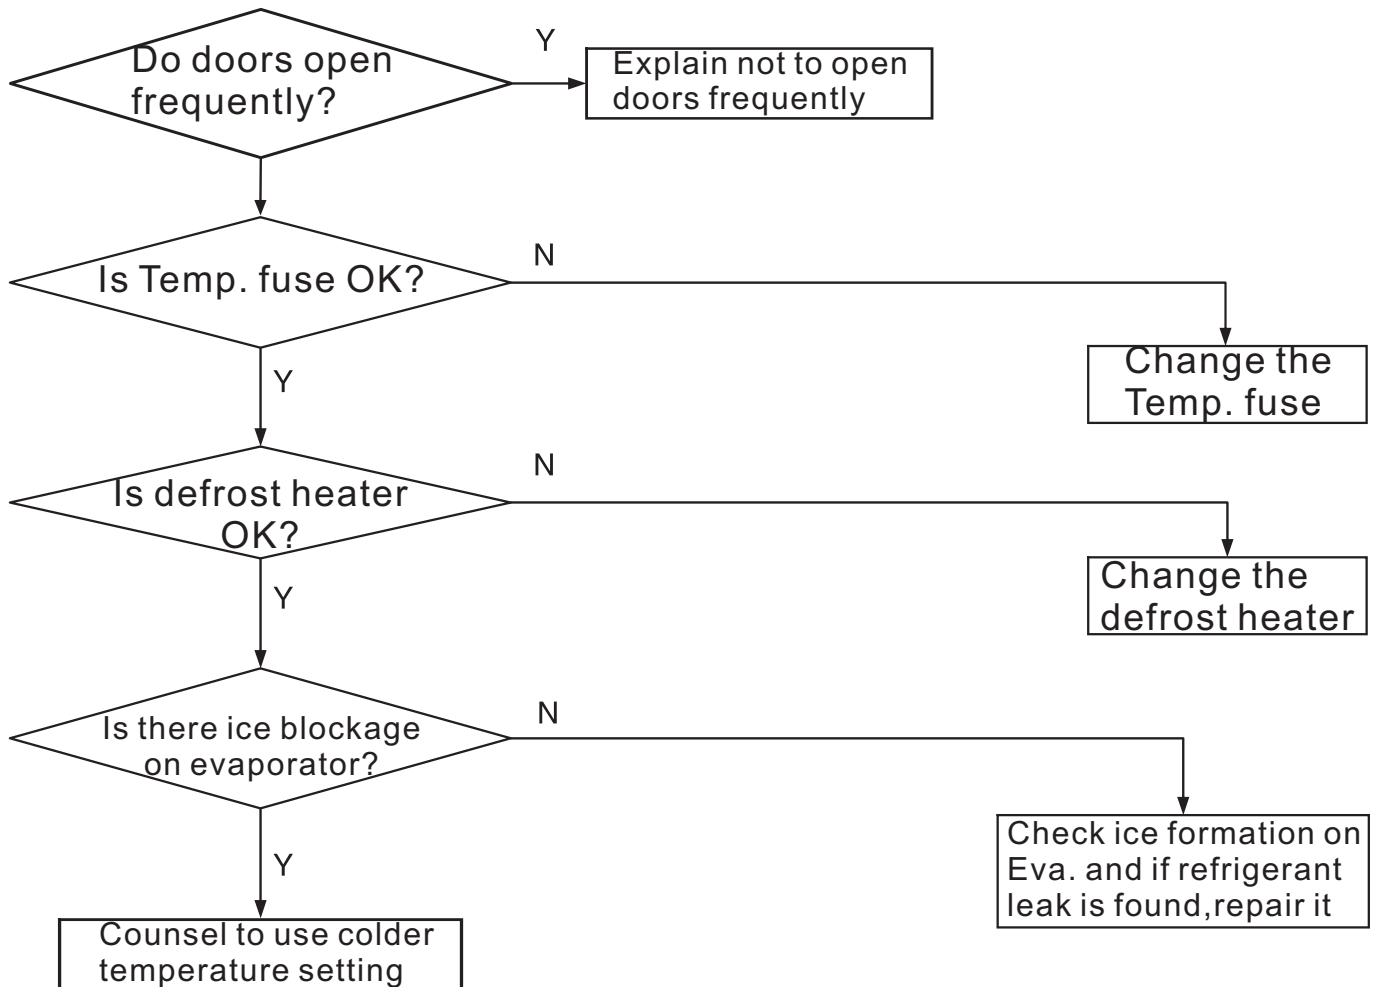 Do doors open
frequently?
Y
Explain not to open
doors frequently
Is Temp. fuse OK?
N
Change the
Temp. fuse
Y
Is defrost heater
OK?
N
Change the
defrost heater
Y
Is there ice blockage
on evaporator?
N
Check ice formation on
Eva. and if refrigerant
leak is found,repair it
Y
Counsel to use colder
temperature setting